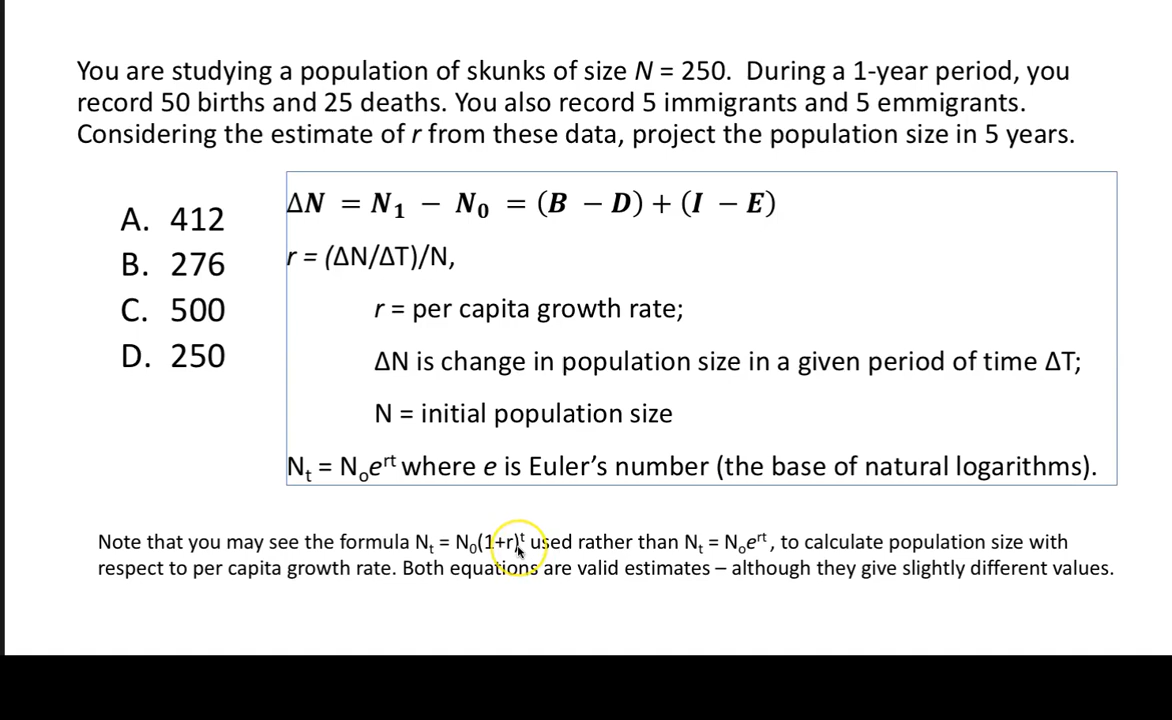 You are studying a population of skunks of size N = 250. During a 1-year period, you
record 50 births and 25 deaths. You also record 5 immigrants and 5 emmigrants.
Considering the estimate of r from these data, project the population size in 5 years.
A. 412
B. 276
C. 500
D. 250
ΔN = N₁ − N₀ = (B − D) + (I − E)
r = (ΔN/ΔT)/N,
r = per capita growth rate;
ΔN is change in population size in a given period of time ΔT;
N = initial population size
Nₜ = Nₒeʳᵗ where e is Euler's number (the base of natural logarithms).
Note that you may see the formula Nₜ = N₀(1+r)ᵗ used rather than Nₜ = Nₒeʳᵗ, to calculate population size with
respect to per capita growth rate. Both equations are valid estimates – although they give slightly different values.